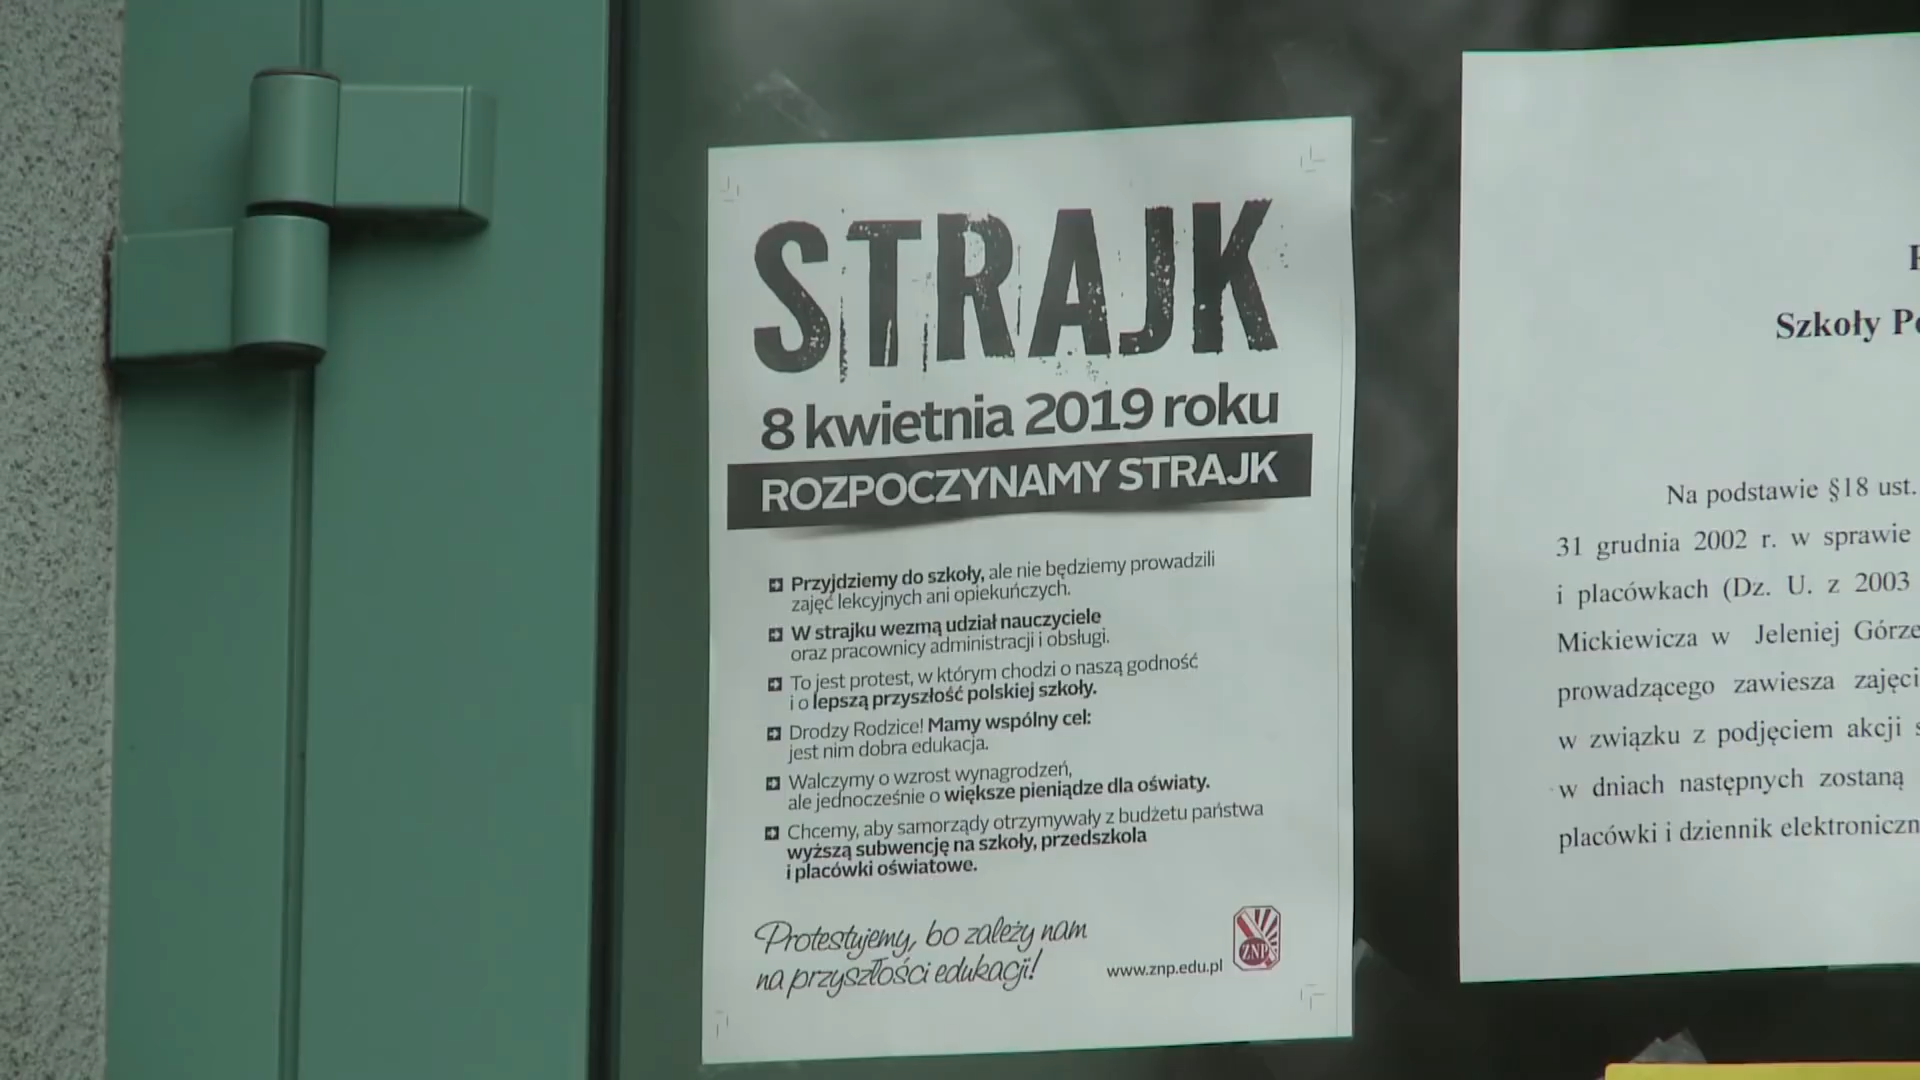 STRAJK
8 kwietnia 2019 roku
ROZPOCZYNAMY STRAJK
Przyjdziemy do szkoły, ale nie będziemy prowadzili
zajęć lekcyjnych ani opiekuńczych.
W strajku wezmą udział nauczyciele
oraz pracownicy administracji i obsługi.
To jest protest, w którym chodzi o naszą godność
i o lepszą przyszłość polskiej szkoły.
Drodzy Rodzice! Mamy wspólny cel:
jest nim dobra edukacja.
Walczymy o wzrost wynagrodzeń,
ale jednocześnie o większe pieniądze dla oświaty.
Chcemy, aby samorządy otrzymywały z budżetu państwa
wyższą subwencję na szkoły, przedszkola
i placówki oświatowe.
Protestujemy, bo zależy nam
na przyszłości edukacji!
www.znp.edu.pl
ZNP
Szkoły
Na podstawie §18 ust.
31 grudnia 2002 r. w sprawie
i placówkach (Dz. U. z 2003
Mickiewicza w Jeleniej Górze
prowadzącego zawiesza
w związku z podjęciem akcji
w dniach następnych zostaną
placówki i dziennik